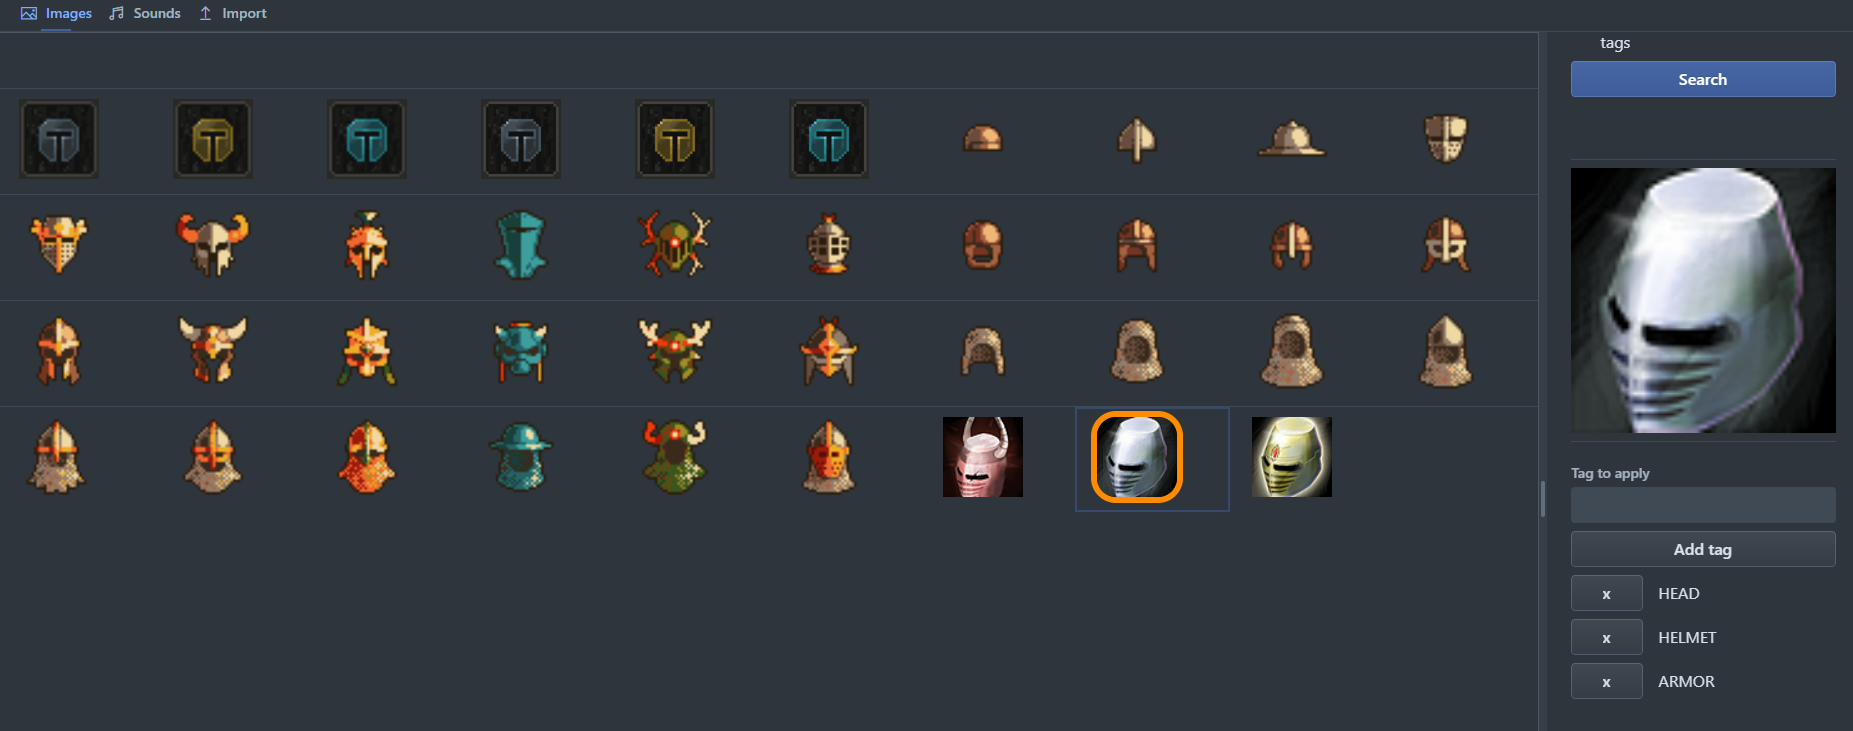 Images Sounds Import
tags
Search
Tag to apply
Add tag
x HEAD
x HELMET
x ARMOR